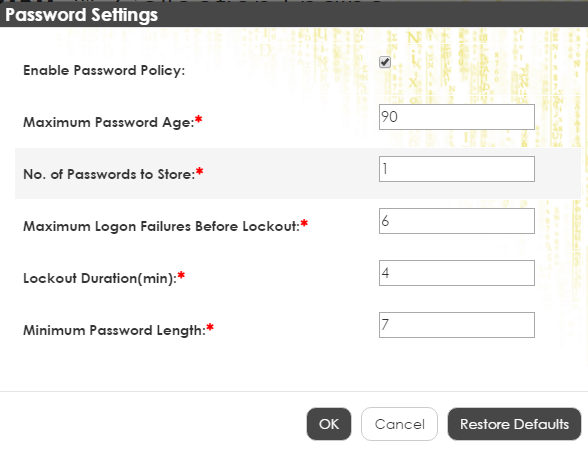 Password Settings
Enable Password Policy:
Maximum Password Age:* 90
No. of Passwords to Store:* 1
Maximum Logon Failures Before Lockout:* 6
Lockout Duration(min):* 4
Minimum Password Length:* 7
OK Cancel Restore Defaults